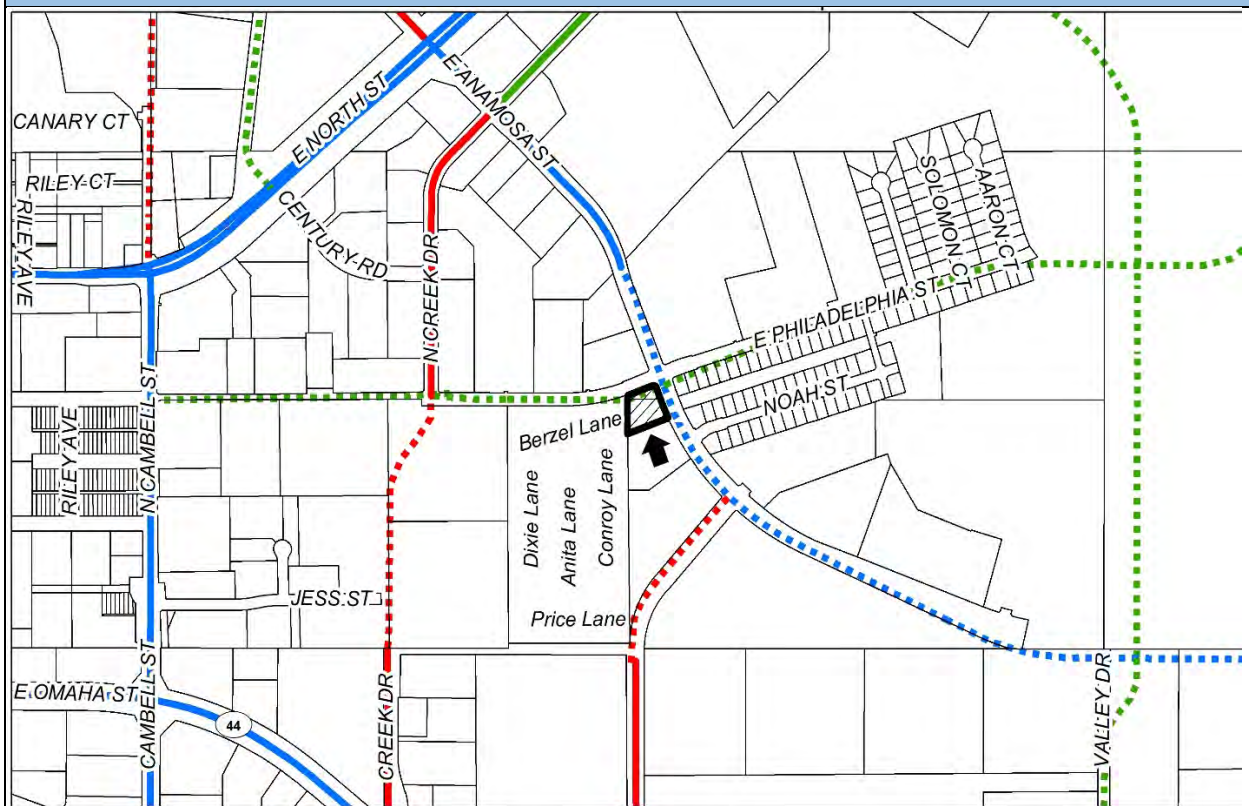 CANARY CT
RILEY CT
RILEY AVE
E NORTH ST
E ANAMOSA ST
CENTURY RD
N CREEK DR
SOLOMON CT
AARON CT
E PHILADELPHIA ST
NOAH ST
N CAMBELL ST
RILEY AVE
Berzel Lane
Dixie Lane
Anita Lane
Conroy Lane
Price Lane
JESS ST
E OMAHA ST
44
CAMBELL ST
CREEK DR
VALLEY DR